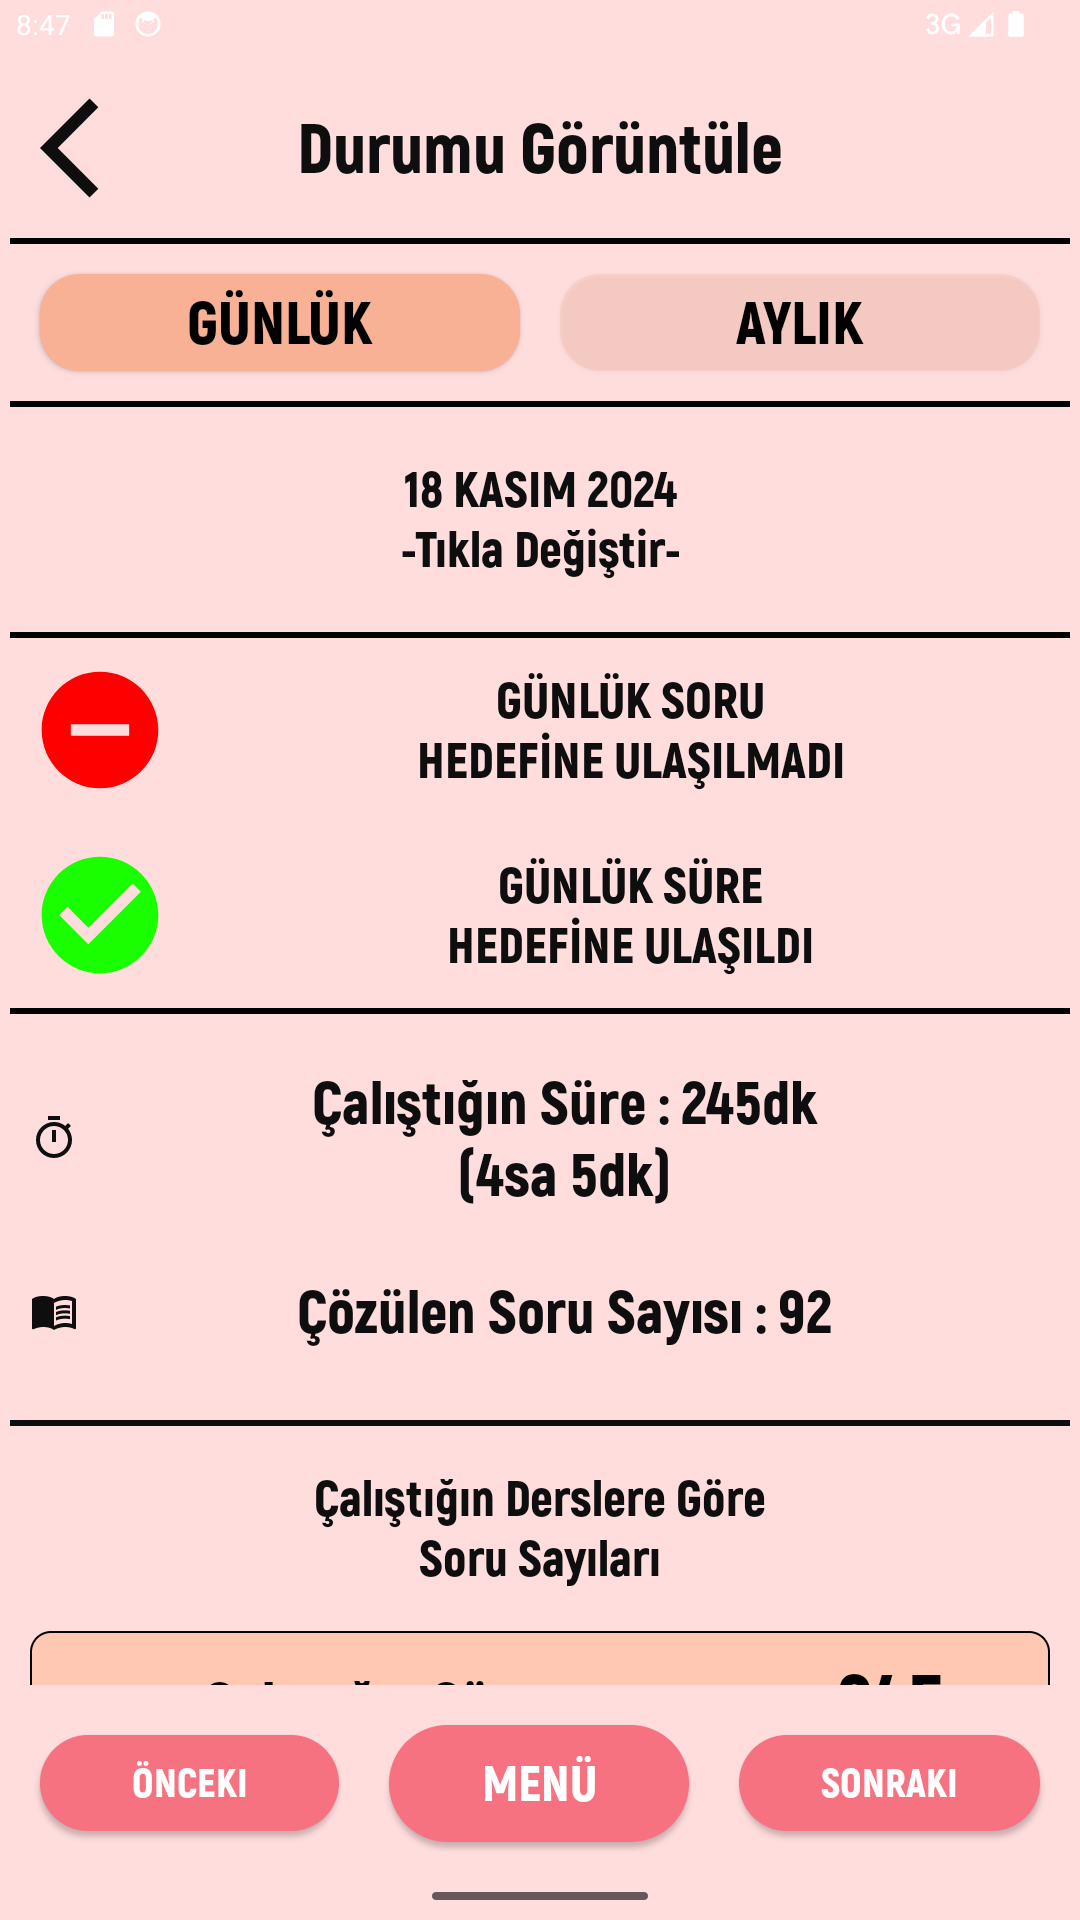 8:47
3G
Durumu Görüntüle
GÜNLÜK
AYLIK
18 KASIM 2024
-Tıkla Değiştir-
GÜNLÜK SORU
HEDEFİNE ULAŞILMADI
GÜNLÜK SÜRE
HEDEFİNE ULAŞILDI
Çalıştığın Süre : 245dk
(4sa 5dk)
Çözülen Soru Sayısı : 92
Çalıştığın Derslere Göre
Soru Sayıları
ÖNCEKI
MENÜ
SONRAKI